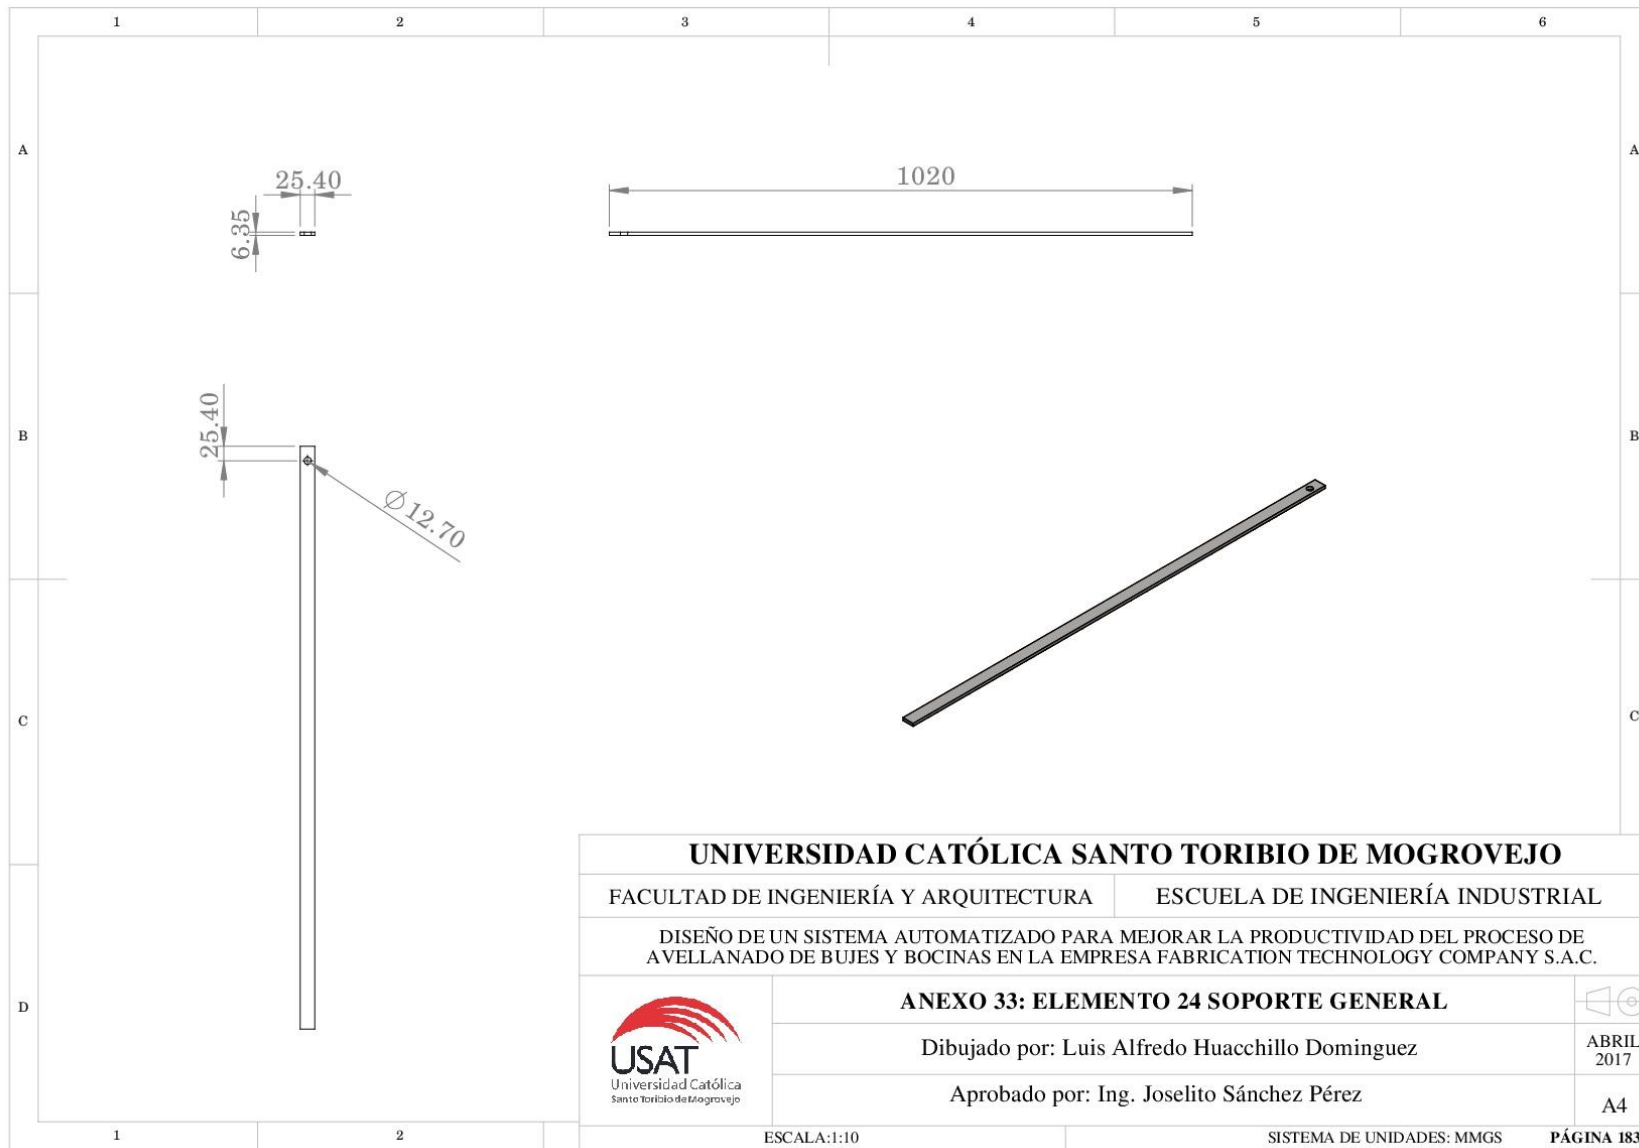 1 2 3 4 5 6
A A
25.40
1020
6.35
B B
25.40
Ø12.70
C C
UNIVERSIDAD CATÓLICA SANTO TORIBIO DE MOGROVEJO
FACULTAD DE INGENIERÍA Y ARQUITECTURA ESCUELA DE INGENIERÍA INDUSTRIAL
DISEÑO DE UN SISTEMA AUTOMATIZADO PARA MEJORAR LA PRODUCTIVIDAD DEL PROCESO DE
AVELLANADO DE BUJES Y BOCINAS EN LA EMPRESA FABRICATION TECHNOLOGY COMPANY S.A.C.
D
ANEXO 33: ELEMENTO 24 SOPORTE GENERAL
USAT
Universidad Católica
Santo Toribio de Mogrovejo
Dibujado por: Luis Alfredo Huacchillo Dominguez
ABRIL
2017
Aprobado por: Ing. Joselito Sánchez Pérez
A4
1 2
ESCALA:1:10 SISTEMA DE UNIDADES: MMGS PÁGINA 183